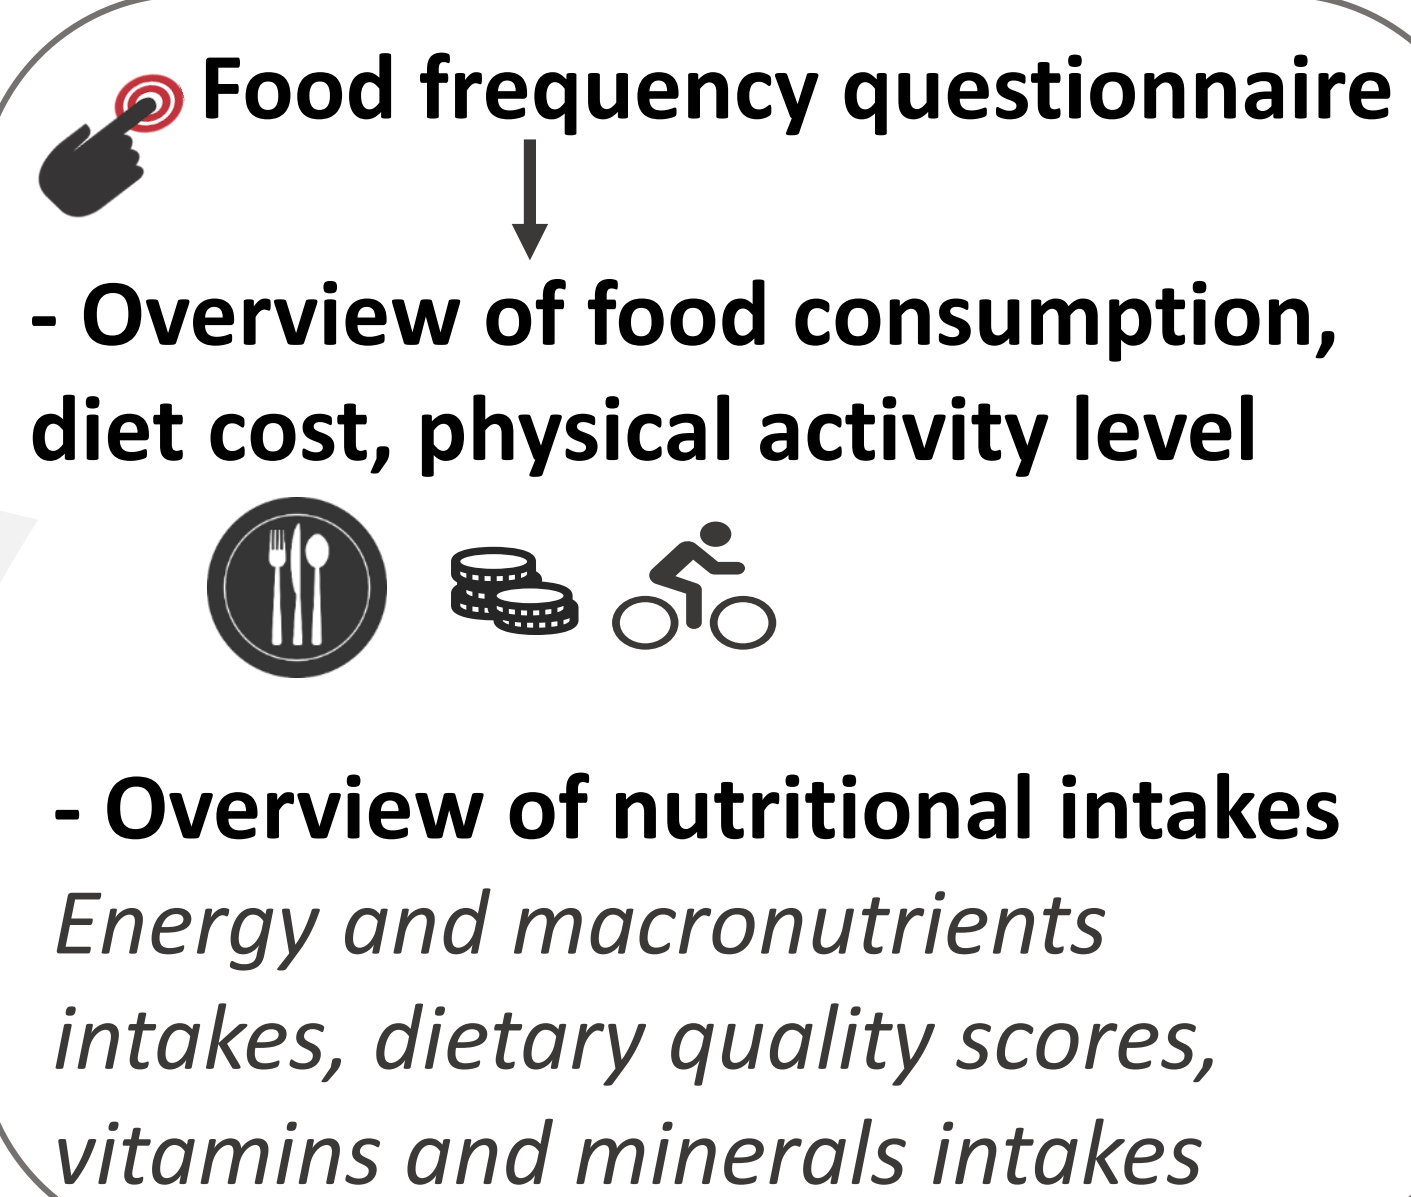 Food frequency questionnaire
- Overview of food consumption,
diet cost, physical activity level
- Overview of nutritional intakes
Energy and macronutrients
intakes, dietary quality scores,
vitamins and minerals intakes